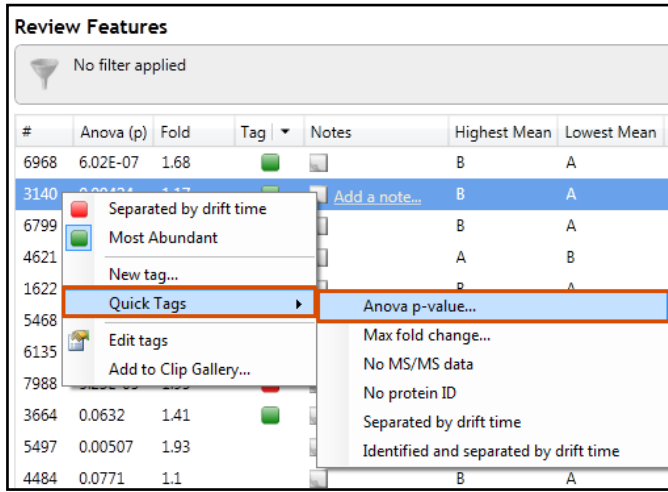 Review Features
No filter applied
# Anova (p) Fold Tag Notes Highest Mean Lowest Mean
6968 6.02E-07 1.68 B A
3140 Add a note... B A
6799 B A
4621 A B
1622
5468
6135
7988
3664 0.0632 1.41
5497 0.00507 1.93
4484 0.0771 1.1 B A
Separated by drift time
Most Abundant
New tag...
Quick Tags
Edit tags
Add to Clip Gallery...
Anova p-value...
Max fold change...
No MS/MS data
No protein ID
Separated by drift time
Identified and separated by drift time